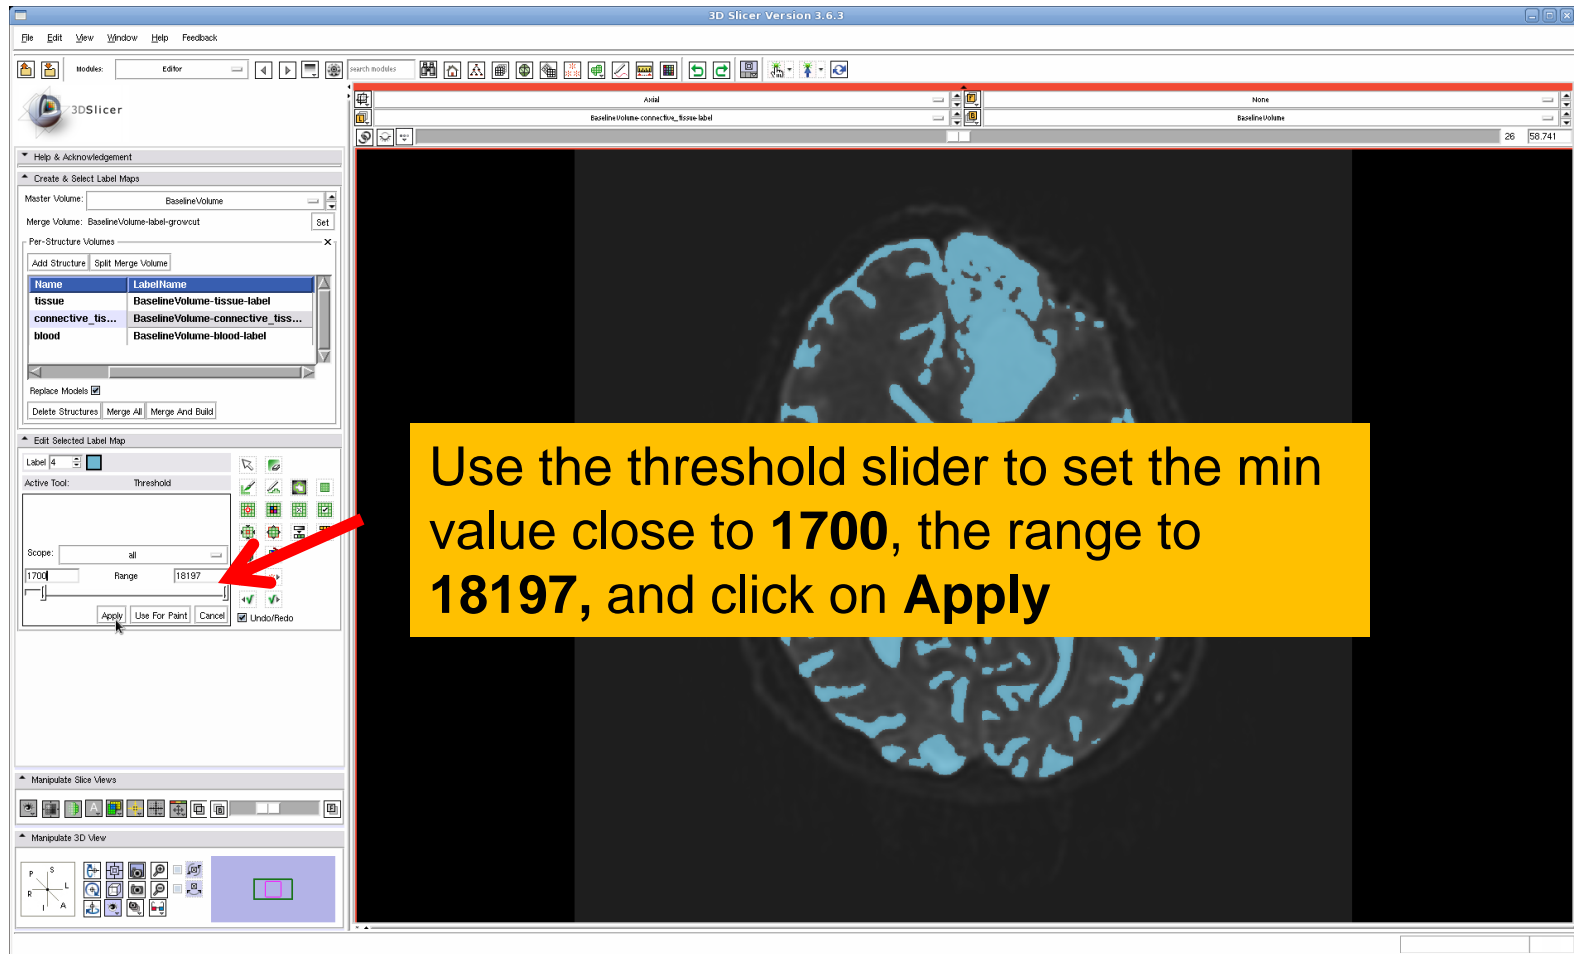 3D Slicer Version 3.6.3
File Edit View Window Help Feedback
Modules: Editor search modules
3DSlicer
Axial None
BaselineVolume-connective_tissue-label BaselineVolume
26 58.741
Help & Acknowledgement
Create & Select Label Maps
Master Volume: BaselineVolume
Merge Volume: BaselineVolume-label-growcut Set
Per-Structure Volumes X
Add Structure Split Merge Volume
Name LabelName
tissue BaselineVolume-tissue-label
connective_tis... BaselineVolume-connective_tiss...
blood BaselineVolume-blood-label
Replace Models
Delete Structures Merge All Merge And Build
Edit Selected Label Map
Label 4
Active Tool: Threshold
Scope: all
1700 Range 18197
Apply Use For Paint Cancel
Undo/Redo
Use the threshold slider to set the min
value close to 1700, the range to
18197, and click on Apply
Manipulate Slice Views
Manipulate 3D View
P S
R L
I A